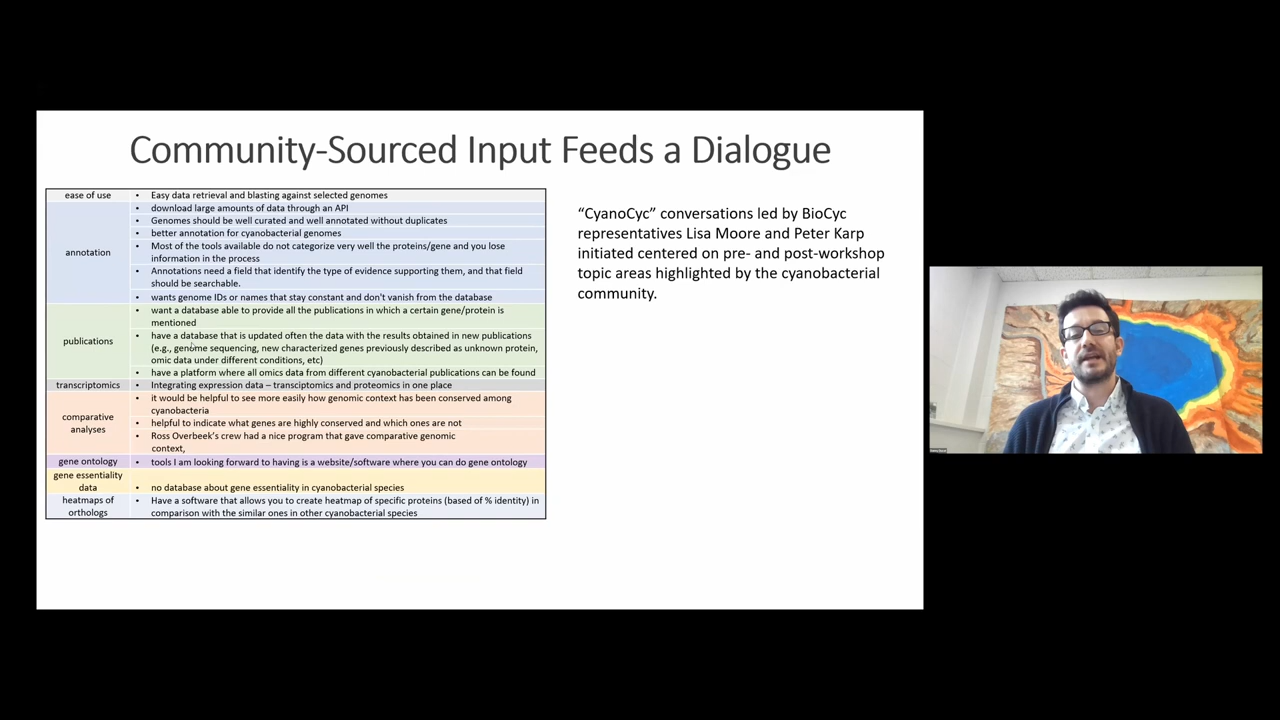 Community-Sourced Input Feeds a Dialogue
ease of use
• Easy data retrieval and blasting against selected genomes
annotation
• download large amounts of data through an API
• Genomes should be well curated and well annotated without duplicates
• better annotation for cyanobacterial genomes
• Most of the tools available do not categorize very well the proteins/gene and you lose
information in the process
• Annotations need a field that identify the type of evidence supporting them, and that field
should be searchable.
• wants genome IDs or names that stay constant and don't vanish from the database
publications
• want a database able to provide all the publications in which a certain gene/protein is
mentioned
• have a database that is updated often the data with the results obtained in new publications
(e.g., genome sequencing, new characterized genes previously described as unknown protein,
omic data under different conditions, etc)
• have a platform where all omics data from different cyanobacterial publications can be found
transcriptomics
• Integrating expression data – transciptomics and proteomics in one place
comparative
analyses
• it would be helpful to see more easily how genomic context has been conserved among
cyanobacteria
• helpful to indicate what genes are highly conserved and which ones are not
• Ross Overbeek's crew had a nice program that gave comparative genomic
context,
gene ontology
• tools I am looking forward to having is a website/software where you can do gene ontology
gene essentiality
data
• no database about gene essentiality in cyanobacterial species
heatmaps of
orthologs
• Have a software that allows you to create heatmap of specific proteins (based of % identity) in
comparison with the similar ones in other cyanobacterial species
“CyanoCyc” conversations led by BioCyc
representatives Lisa Moore and Peter Karp
initiated centered on pre- and post-workshop
topic areas highlighted by the cyanobacterial
community.